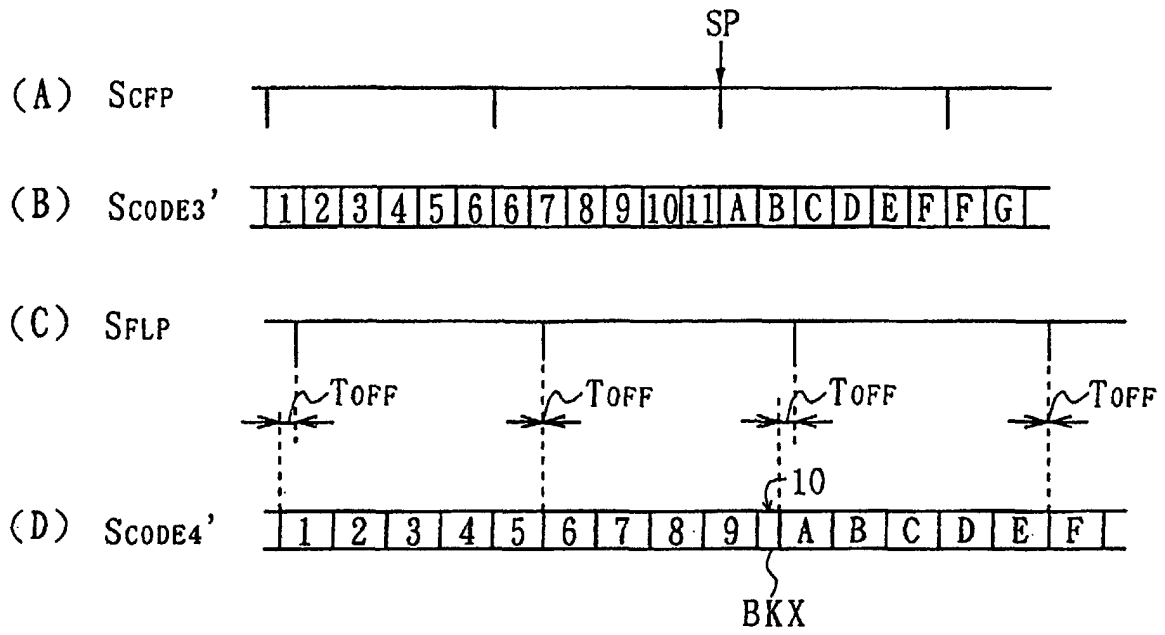 SP
(A) SCFP
(B) SCODE3' 1 2 3 4 5 6 6 7 8 9 10 11 A B C D E F F G
(C) SFLP
TOFF TOFF TOFF TOFF
10
(D) SCODE4' 1 2 3 4 5 6 7 8 9 A B C D E F
BKX